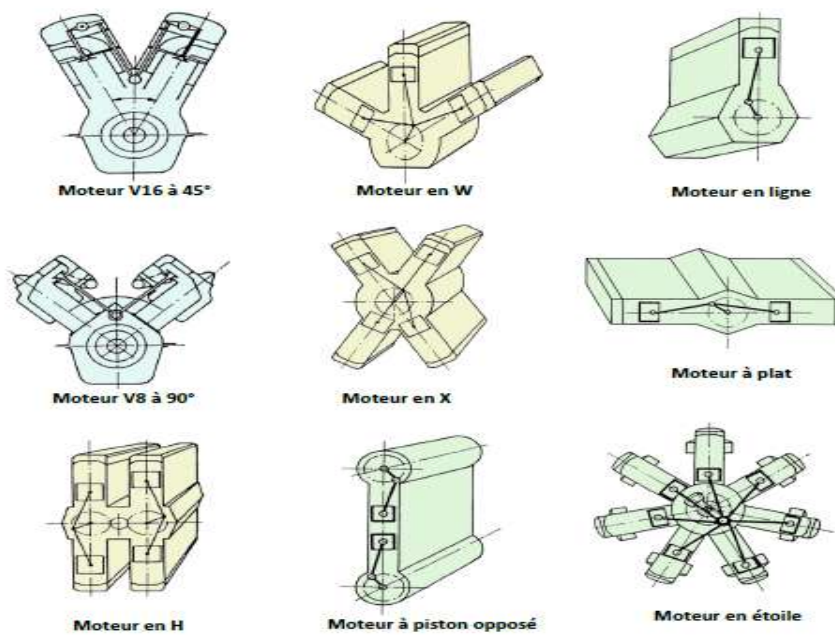 Moteur V16 à 45°
Moteur en W
Moteur en ligne
Moteur V8 à 90°
Moteur en X
Moteur à plat
Moteur en H
Moteur à piston opposé
Moteur en étoile